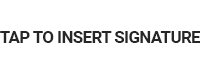 TAP TO INSERT SIGNATURE